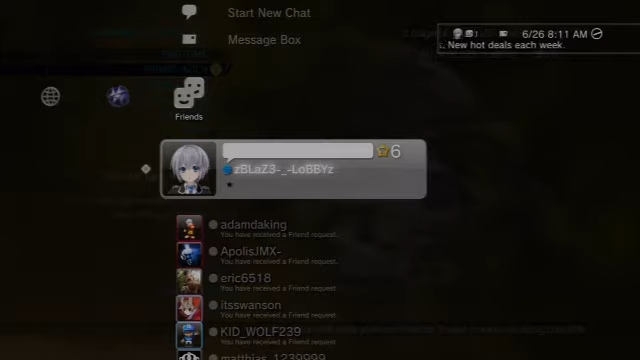 Start New Chat
Message Box
6/26 8:11 AM
. New hot deals each week.
Friends
6
zBLaZ3-_-LoBBYz
adamdaking
You have received a Friend request.
ApolisJMX-
You have received a Friend request.
eric6518
You have received a Friend request.
itsswanson
You have received a Friend request.
KID_WOLF239
You have received a Friend request.
matthias_1239999